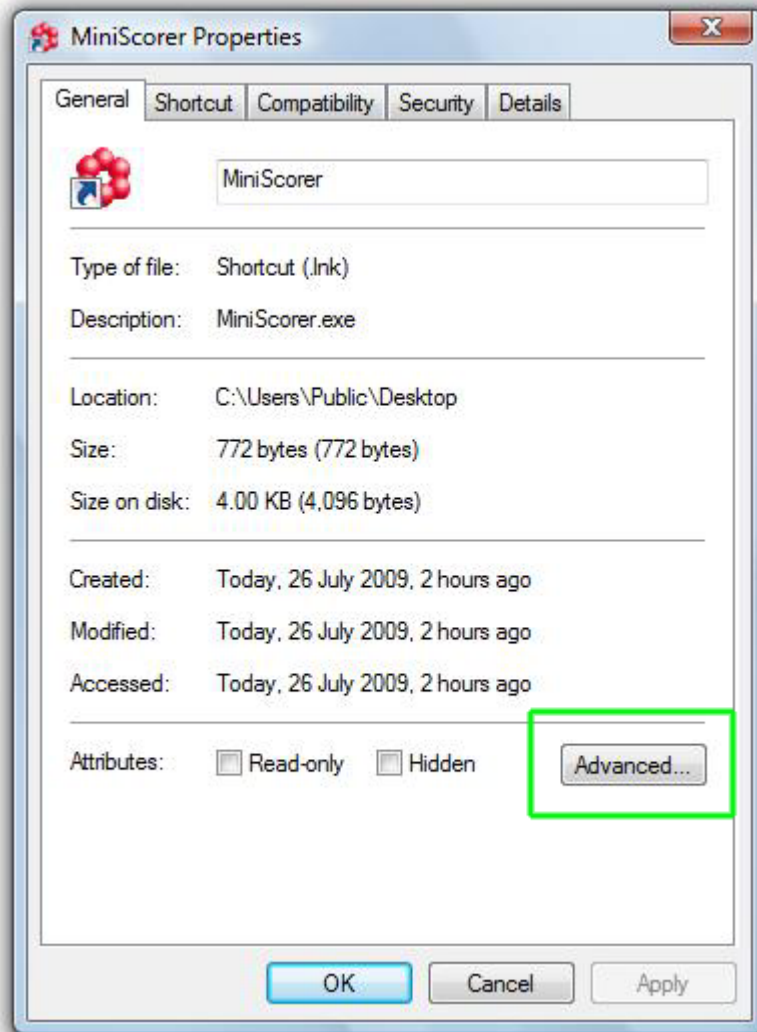 MiniScorer Properties
General Shortcut Compatibility Security Details
MiniScorer
Type of file: Shortcut (.lnk)
Description: MiniScorer.exe
Location: C:\Users\Public\Desktop
Size: 772 bytes (772 bytes)
Size on disk: 4.00 KB (4,096 bytes)
Created: Today, 26 July 2009, 2 hours ago
Modified: Today, 26 July 2009, 2 hours ago
Accessed: Today, 26 July 2009, 2 hours ago
Attributes: Read-only Hidden Advanced...
OK Cancel Apply